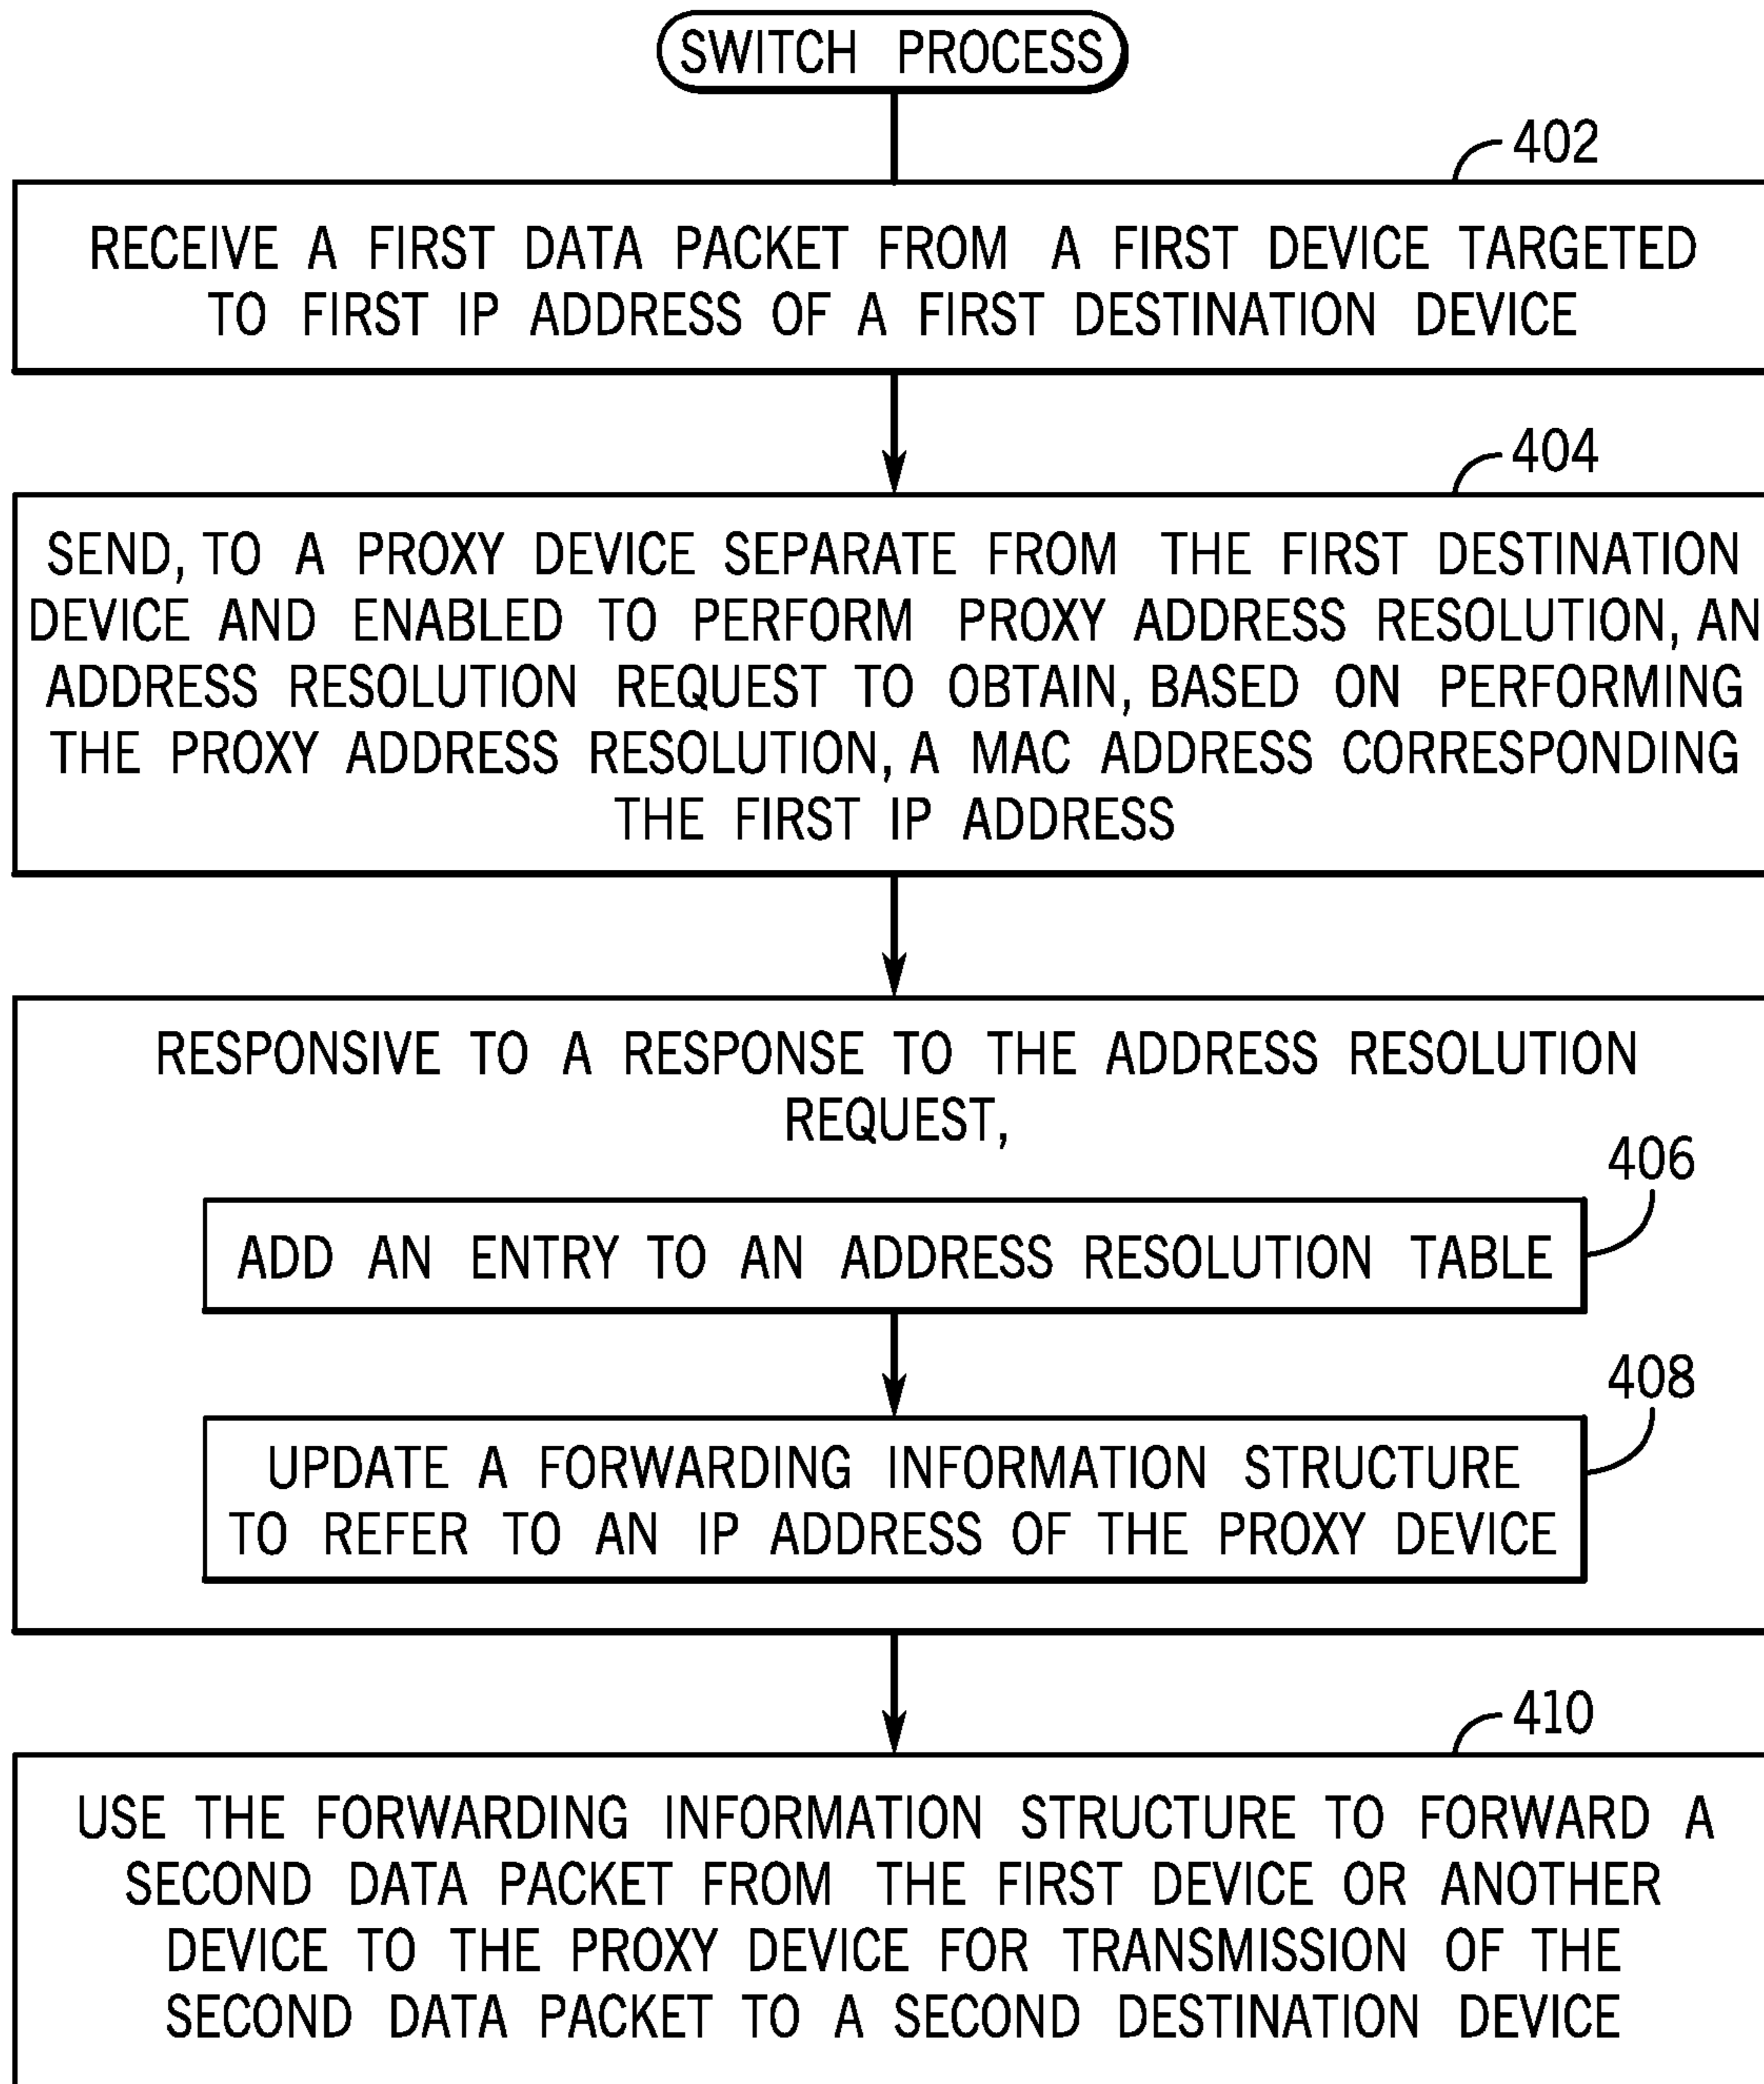 SWITCH PROCESS
402
RECEIVE A FIRST DATA PACKET FROM A FIRST DEVICE TARGETED
TO FIRST IP ADDRESS OF A FIRST DESTINATION DEVICE
404
SEND, TO A PROXY DEVICE SEPARATE FROM THE FIRST DESTINATION
DEVICE AND ENABLED TO PERFORM PROXY ADDRESS RESOLUTION, AN
ADDRESS RESOLUTION REQUEST TO OBTAIN, BASED ON PERFORMING
THE PROXY ADDRESS RESOLUTION, A MAC ADDRESS CORRESPONDING
THE FIRST IP ADDRESS
RESPONSIVE TO A RESPONSE TO THE ADDRESS RESOLUTION
REQUEST,
406
ADD AN ENTRY TO AN ADDRESS RESOLUTION TABLE
408
UPDATE A FORWARDING INFORMATION STRUCTURE
TO REFER TO AN IP ADDRESS OF THE PROXY DEVICE
410
USE THE FORWARDING INFORMATION STRUCTURE TO FORWARD A
SECOND DATA PACKET FROM THE FIRST DEVICE OR ANOTHER
DEVICE TO THE PROXY DEVICE FOR TRANSMISSION OF THE
SECOND DATA PACKET TO A SECOND DESTINATION DEVICE